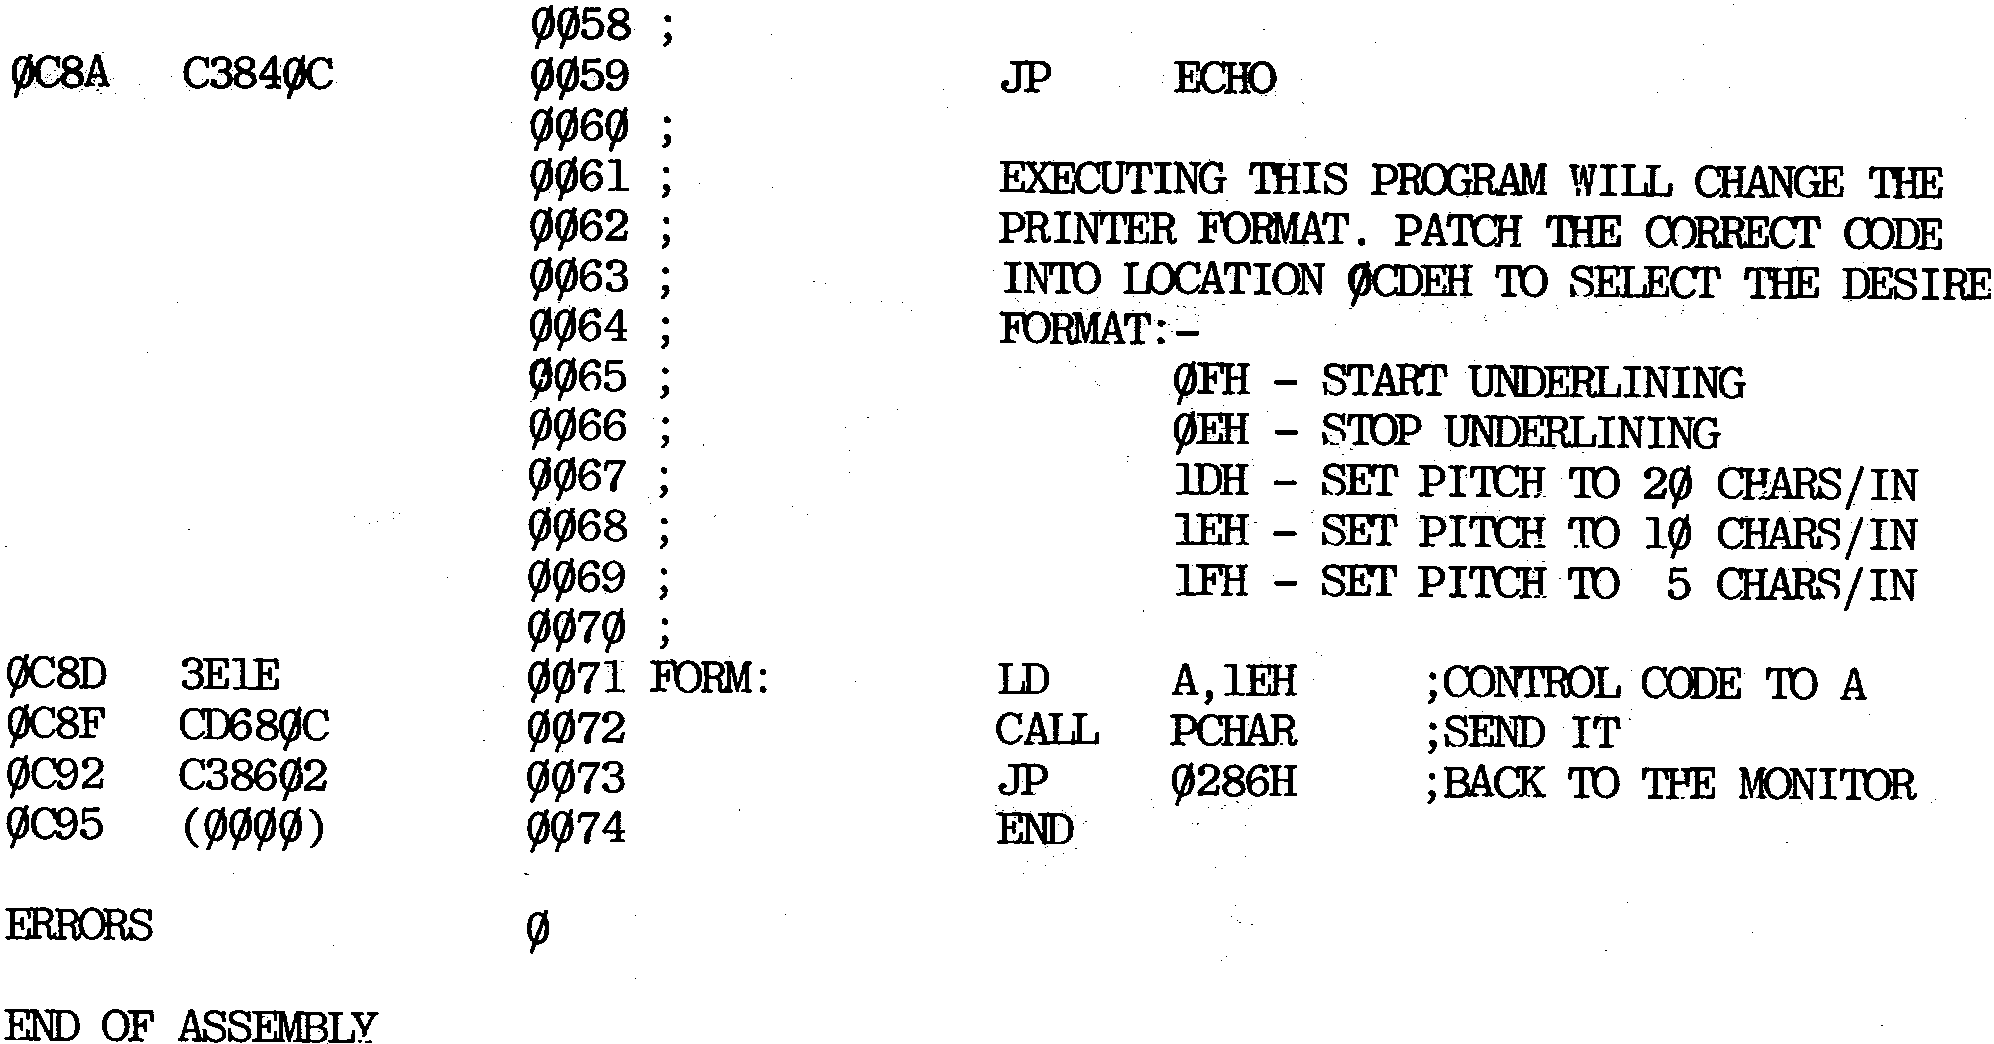 ØØ58 ;
ØC8A C384ØC ØØ59 JP ECHO
ØØ6Ø ;
ØØ61 ; EXECUTING THIS PROGRAM WILL CHANGE THE
ØØ62 ; PRINTER FORMAT. PATCH THE CORRECT CODE
ØØ63 ; INTO LOCATION ØCDEH TO SELECT THE DESIRE
ØØ64 ; FORMAT:-
ØØ65 ; ØFH - START UNDERLINING
ØØ66 ; ØEH - STOP UNDERLINING
ØØ67 ; 1DH - SET PITCH TO 2Ø CHARS/IN
ØØ68 ; 1EH - SET PITCH TO 1Ø CHARS/IN
ØØ69 ; 1FH - SET PITCH TO 5 CHARS/IN
ØØ7Ø ;
ØC8D 3E1E ØØ71 FORM: LD A,1EH ;CONTROL CODE TO A
ØC8F CD68ØC ØØ72 CALL PCHAR ;SEND IT
ØC92 C386Ø2 ØØ73 JP Ø286H ;BACK TO THE MONITOR
ØC95 (ØØØØ) ØØ74 END
ERRORS Ø
END OF ASSEMBLY